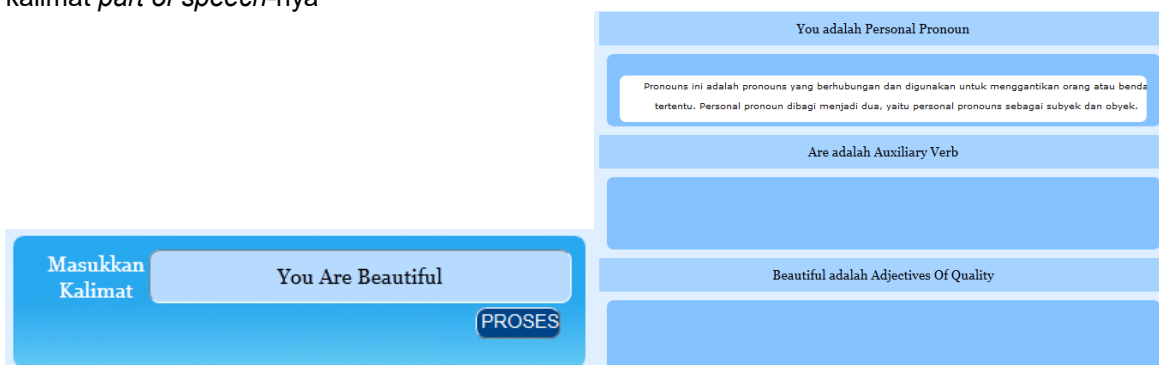 kalimat part of speech-nya
Masukkan
Kalimat
You Are Beautiful
PROSES
You adalah Personal Pronoun
Pronouns ini adalah pronouns yang berhubungan dan digunakan untuk menggantikan orang atau benda
tertentu. Personal pronoun dibagi menjadi dua, yaitu personal pronouns sebagai subyek dan obyek.
Are adalah Auxiliary Verb
Beautiful adalah Adjectives Of Quality